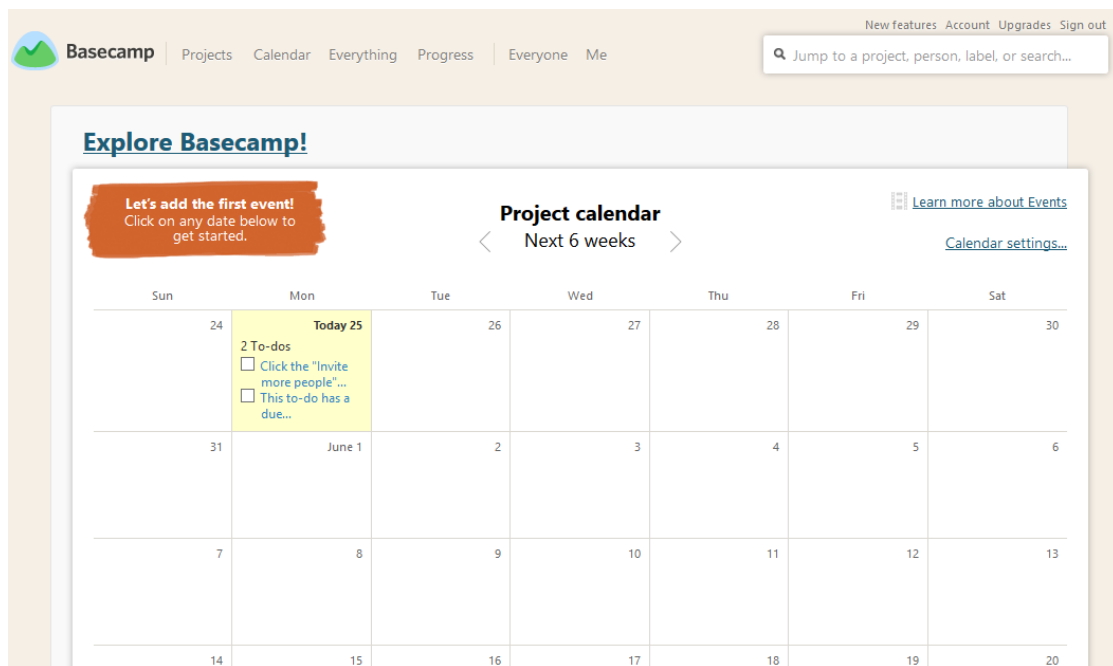 New features Account Upgrades Sign out
Basecamp Projects Calendar Everything Progress Everyone Me
Jump to a project, person, label, or search...
Explore Basecamp!
Let's add the first event!
Click on any date below to
get started.
Project calendar
Next 6 weeks
Learn more about Events
Calendar settings...
Sun Mon Tue Wed Thu Fri Sat
24 Today 25 26 27 28 29 30
2 To-dos
Click the "Invite
more people"...
This to-do has a
due...
31 June 1 2 3 4 5 6
7 8 9 10 11 12 13
14 15 16 17 18 19 20